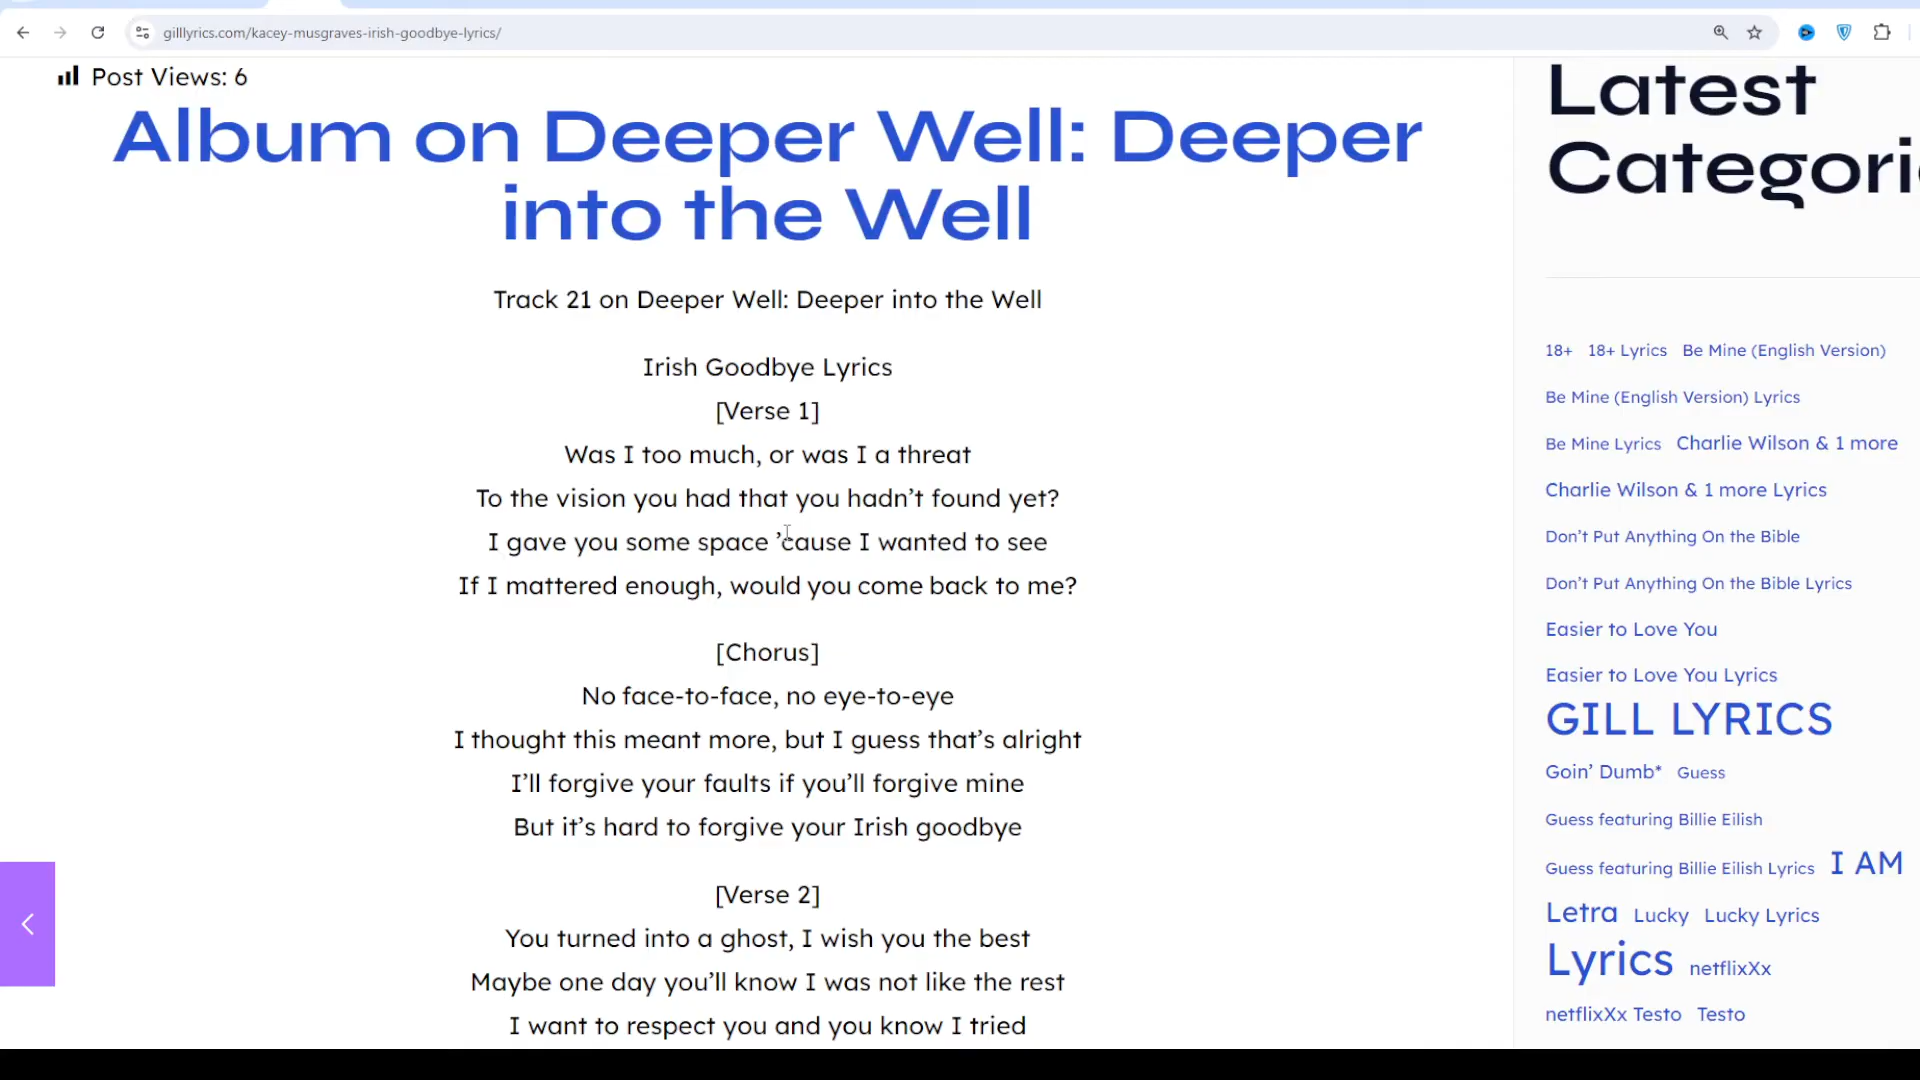 gilllyrics.com/kacey-musgraves-irish-goodbye-lyrics/
Post Views: 6
Album on Deeper Well: Deeper
into the Well
Track 21 on Deeper Well: Deeper into the Well
Irish Goodbye Lyrics
[Verse 1]
Was I too much, or was I a threat
To the vision you had that you hadn’t found yet?
I gave you some space ’cause I wanted to see
If I mattered enough, would you come back to me?
[Chorus]
No face-to-face, no eye-to-eye
I thought this meant more, but I guess that’s alright
I’ll forgive your faults if you’ll forgive mine
But it’s hard to forgive your Irish goodbye
[Verse 2]
You turned into a ghost, I wish you the best
Maybe one day you’ll know I was not like the rest
I want to respect you and you know I tried
Latest
Categori
18+ 18+ Lyrics Be Mine (English Version)
Be Mine (English Version) Lyrics
Be Mine Lyrics Charlie Wilson & 1 more
Charlie Wilson & 1 more Lyrics
Don’t Put Anything On the Bible
Don’t Put Anything On the Bible Lyrics
Easier to Love You
Easier to Love You Lyrics
GILL LYRICS
Goin’ Dumb* Guess
Guess featuring Billie Eilish
Guess featuring Billie Eilish Lyrics I AM
Letra Lucky Lucky Lyrics
Lyrics netflixXx
netflixXx Testo Testo